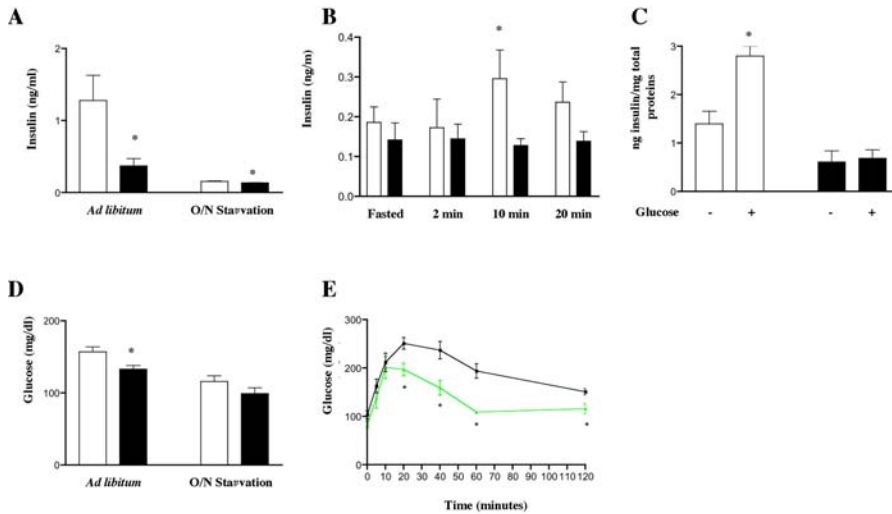 A
Insulin (ng/ml)
2
1
0
*
*
Ad libitum
O/N Starvation
B
Insulin (ng/m)
0.4
0.3
0.2
0.1
0.0
*
Fasted
2 min
10 min
20 min
C
ng insulin/mg total
proteins
3
2
1
0
*
Glucose
-
+
-
+
D
Glucose (mg/dl)
200
100
0
*
Ad libitum
O/N Starvation
E
Glucose (mg/dl)
300
200
100
0
*
*
*
*
0
10
20
30
40
50
60
70
80
90
100
110
120
Time (minutes)